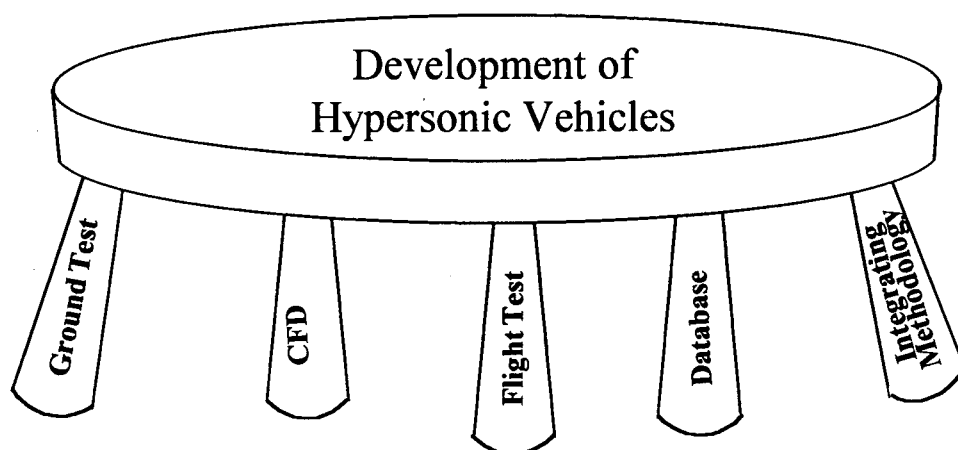 Development of
Hypersonic Vehicles
Ground Test
CFD
Flight Test
Database
Integrating
Methodology